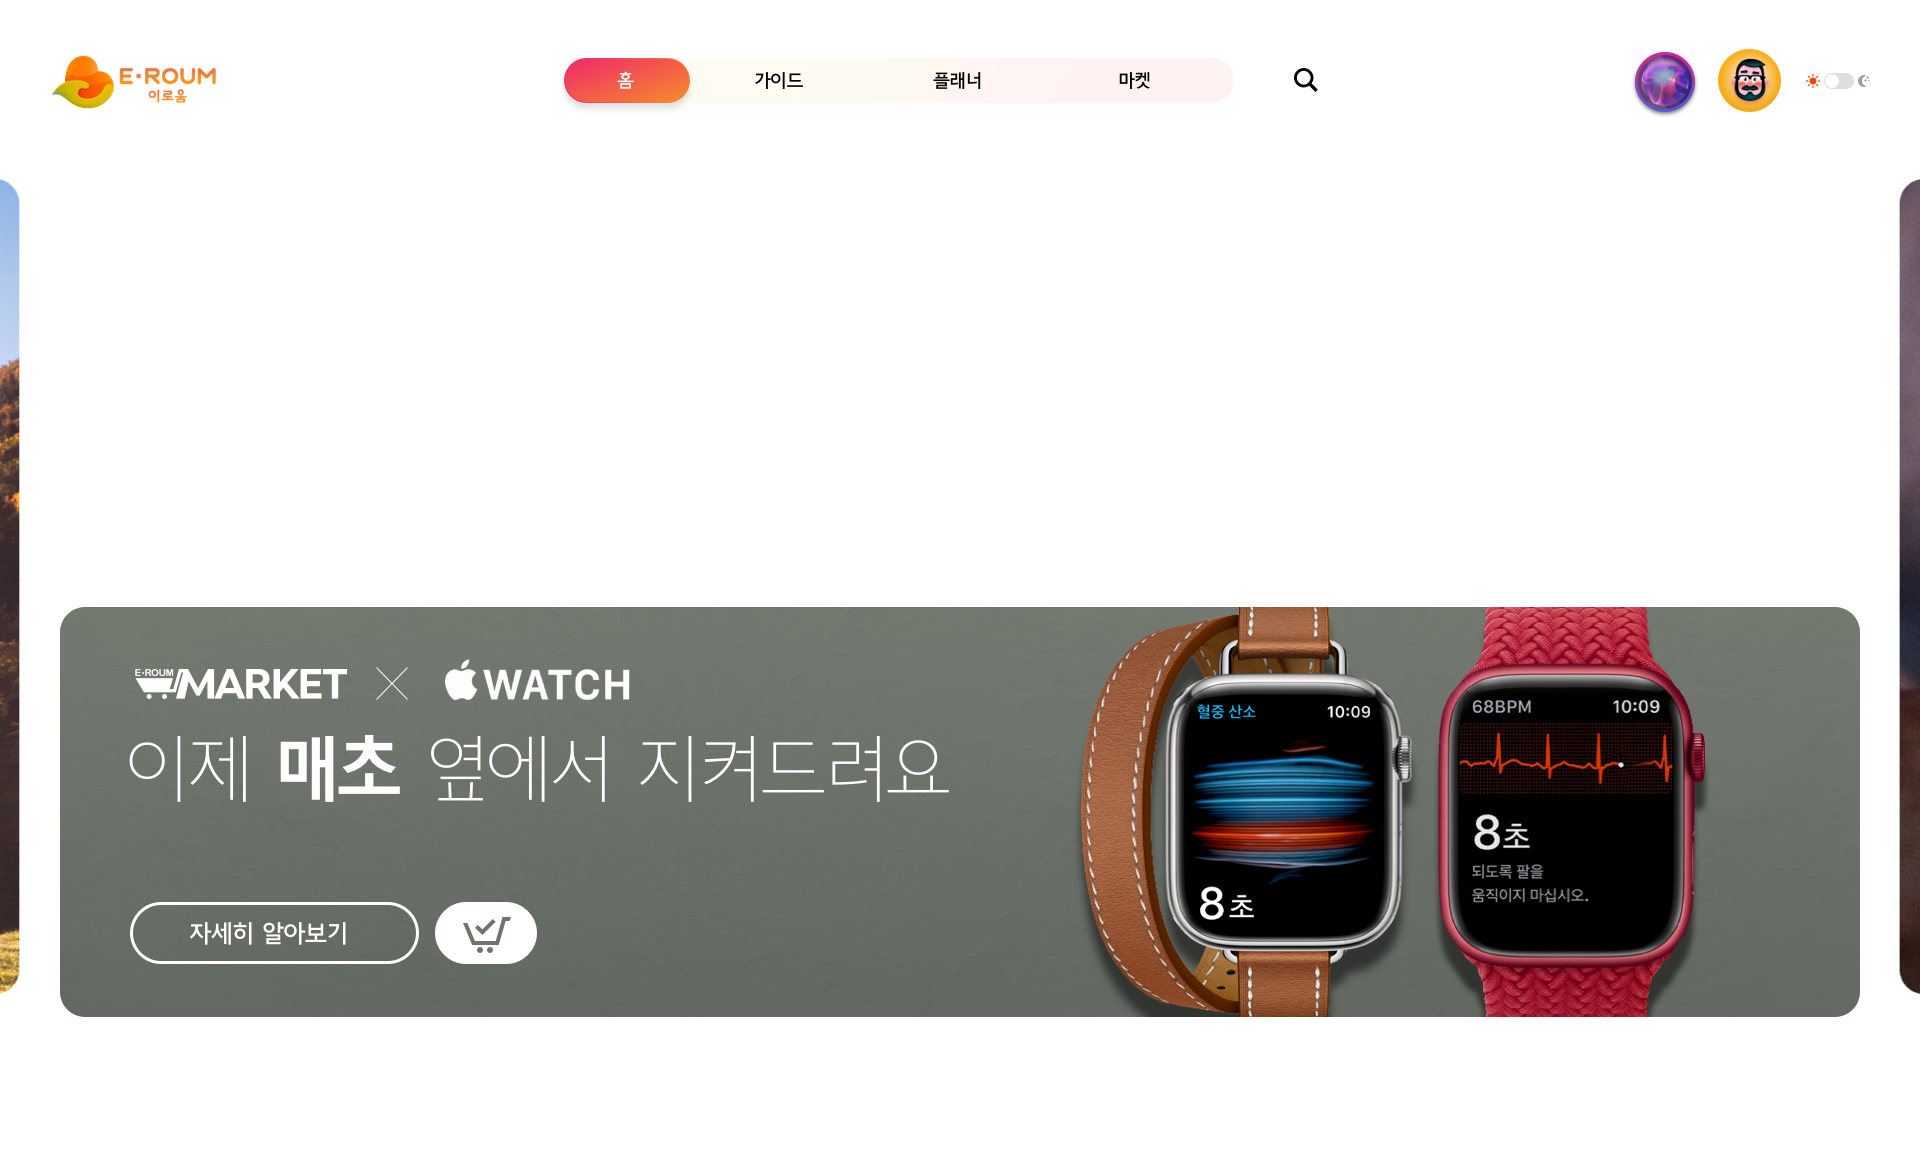 E·ROUM
이로움
홈
가이드
플래너
마켓
E·ROUM MARKET
WATCH
이제 매초 옆에서 지켜드려요
자세히 알아보기
혈중 산소 10:09
8초
68BPM 10:09
8초
되도록 팔을
움직이지 마십시오.